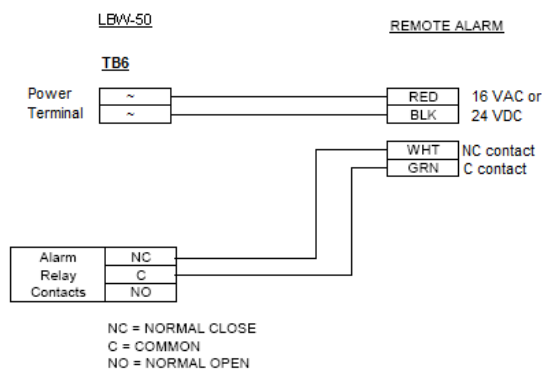 LBW-50
REMOTE ALARM
TB6
Power ~ RED 16 VAC or
Terminal ~ BLK 24 VDC
WHT NC contact
GRN C contact
Alarm NC
Relay C
Contacts NO
NC = NORMAL CLOSE
C = COMMON
NO = NORMAL OPEN